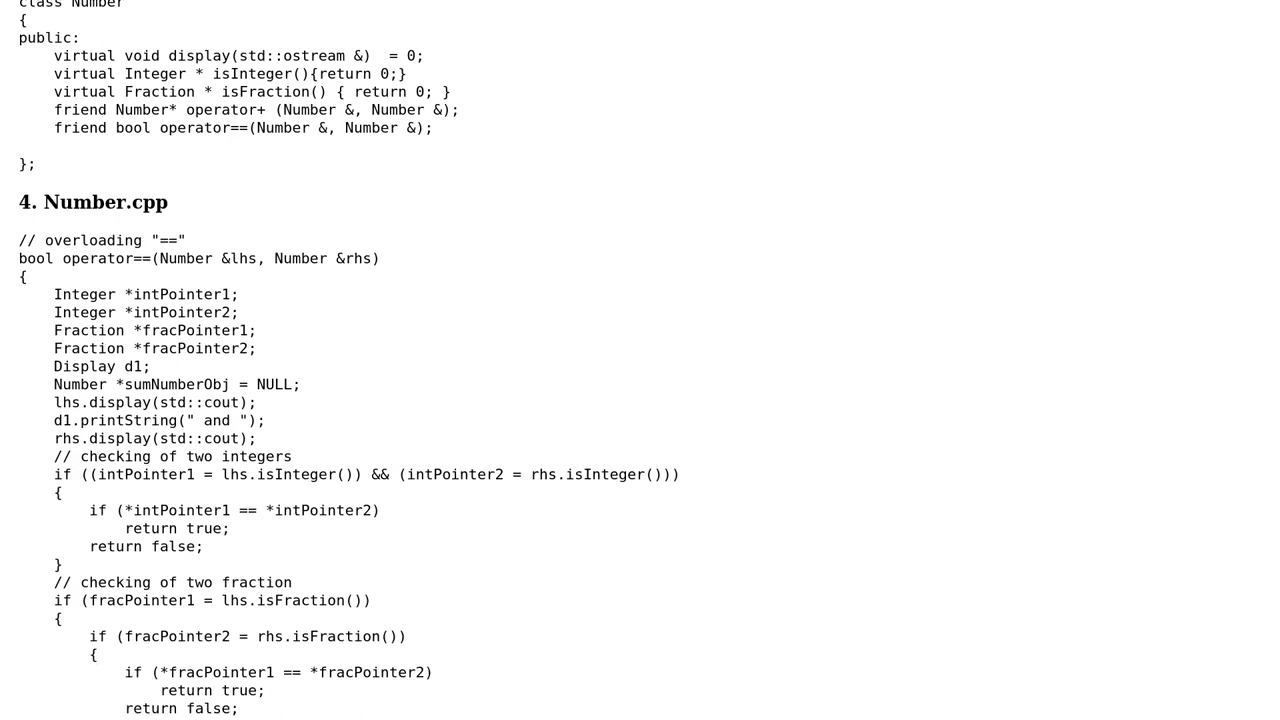 class Number
{
public:
    virtual void display(std::ostream &)  = 0;
    virtual Integer * isInteger(){return 0;}
    virtual Fraction * isFraction() { return 0; }
    friend Number* operator+ (Number &, Number &);
    friend bool operator==(Number &, Number &);

};
4. Number.cpp
// overloading "=="
bool operator==(Number &lhs, Number &rhs)
{
    Integer *intPointer1;
    Integer *intPointer2;
    Fraction *fracPointer1;
    Fraction *fracPointer2;
    Display d1;
    Number *sumNumberObj = NULL;
    lhs.display(std::cout);
    d1.printString(" and ");
    rhs.display(std::cout);
    // checking of two integers
    if ((intPointer1 = lhs.isInteger()) && (intPointer2 = rhs.isInteger()))
    {
        if (*intPointer1 == *intPointer2)
            return true;
        return false;
    }
    // checking of two fraction
    if (fracPointer1 = lhs.isFraction())
    {
        if (fracPointer2 = rhs.isFraction())
        {
            if (*fracPointer1 == *fracPointer2)
                return true;
            return false;